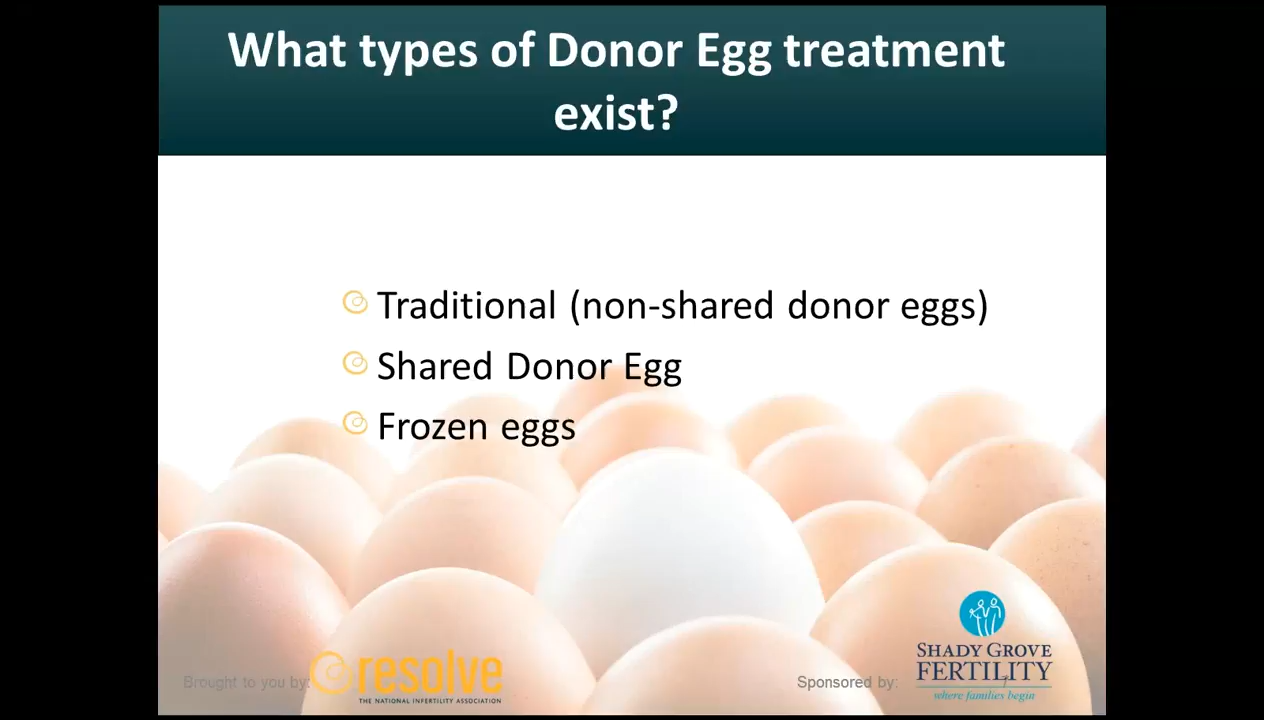 What types of Donor Egg treatment
exist?
Traditional (non-shared donor eggs)
Shared Donor Egg
Frozen eggs
Brought to you by:
resolve
THE NATIONAL INFERTILITY ASSOCIATION
Sponsored by:
SHADY GROVE
FERTILITY
where families begin
7